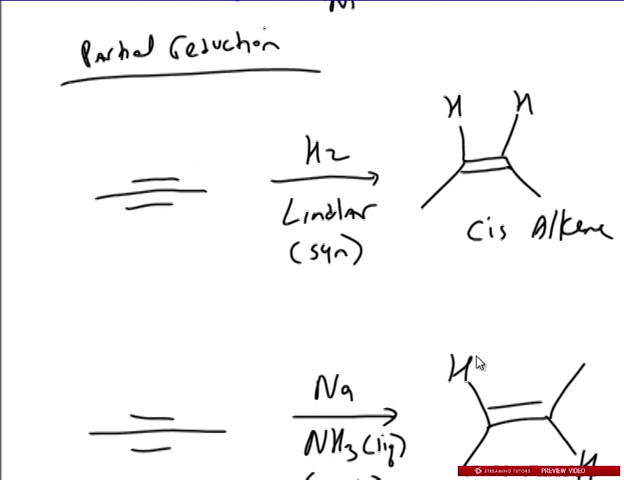 Partial reduction
H H
H2
Lindlar
(syn)
Cis Alkene
H
Na
NH3 (liq)
H
STREAMING TUTORS PREVIEW VIDEO